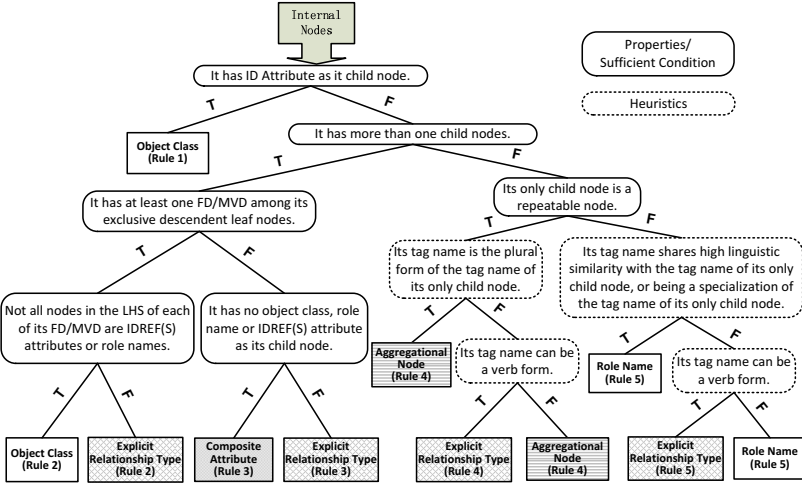 Internal
Nodes
Properties/
Sufficient Condition
It has ID Attribute as it child node.
Heuristics
T
F
Object Class
(Rule 1)
It has more than one child nodes.
T
F
It has at least one FD/MVD among its
exclusive descendent leaf nodes.
Its only child node is a
repeatable node.
T
F
T
F
Its tag name is the plural
form of the tag name of
its only child node.
Its tag name shares high linguistic
similarity with the tag name of its only
child node, or being a specialization of
the tag name of its only child node.
Not all nodes in the LHS of each
of its FD/MVD are IDREF(S)
attributes or role names.
It has no object class, role
name or IDREF(S) attribute
as its child node.
T
F
T
F
Aggregational
Node
(Rule 4)
Its tag name can be
a verb form.
Role Name
(Rule 5)
Its tag name can be
a verb form.
T
F
T
F
T
F
T
F
Object Class
(Rule 2)
Explicit
Relationship Type
(Rule 2)
Composite
Attribute
(Rule 3)
Explicit
Relationship Type
(Rule 3)
Explicit
Relationship Type
(Rule 4)
Aggregational
Node
(Rule 4)
Explicit
Relationship Type
(Rule 5)
Role Name
(Rule 5)